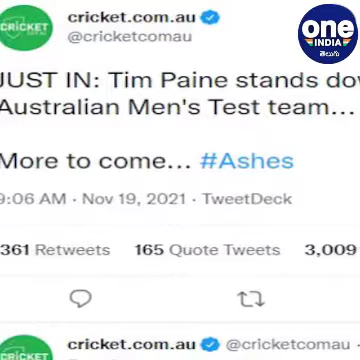 cricket.com.au
@cricketcomau
one
INDIA
తెలుగు
CRICKET
JUST IN: Tim Paine stands dow
Australian Men's Test team...
More to come... #Ashes
9:06 AM · Nov 19, 2021 · TweetDeck
361 Retweets 165 Quote Tweets 3,009
cricket.com.au @cricketcomau ·
CRICKET